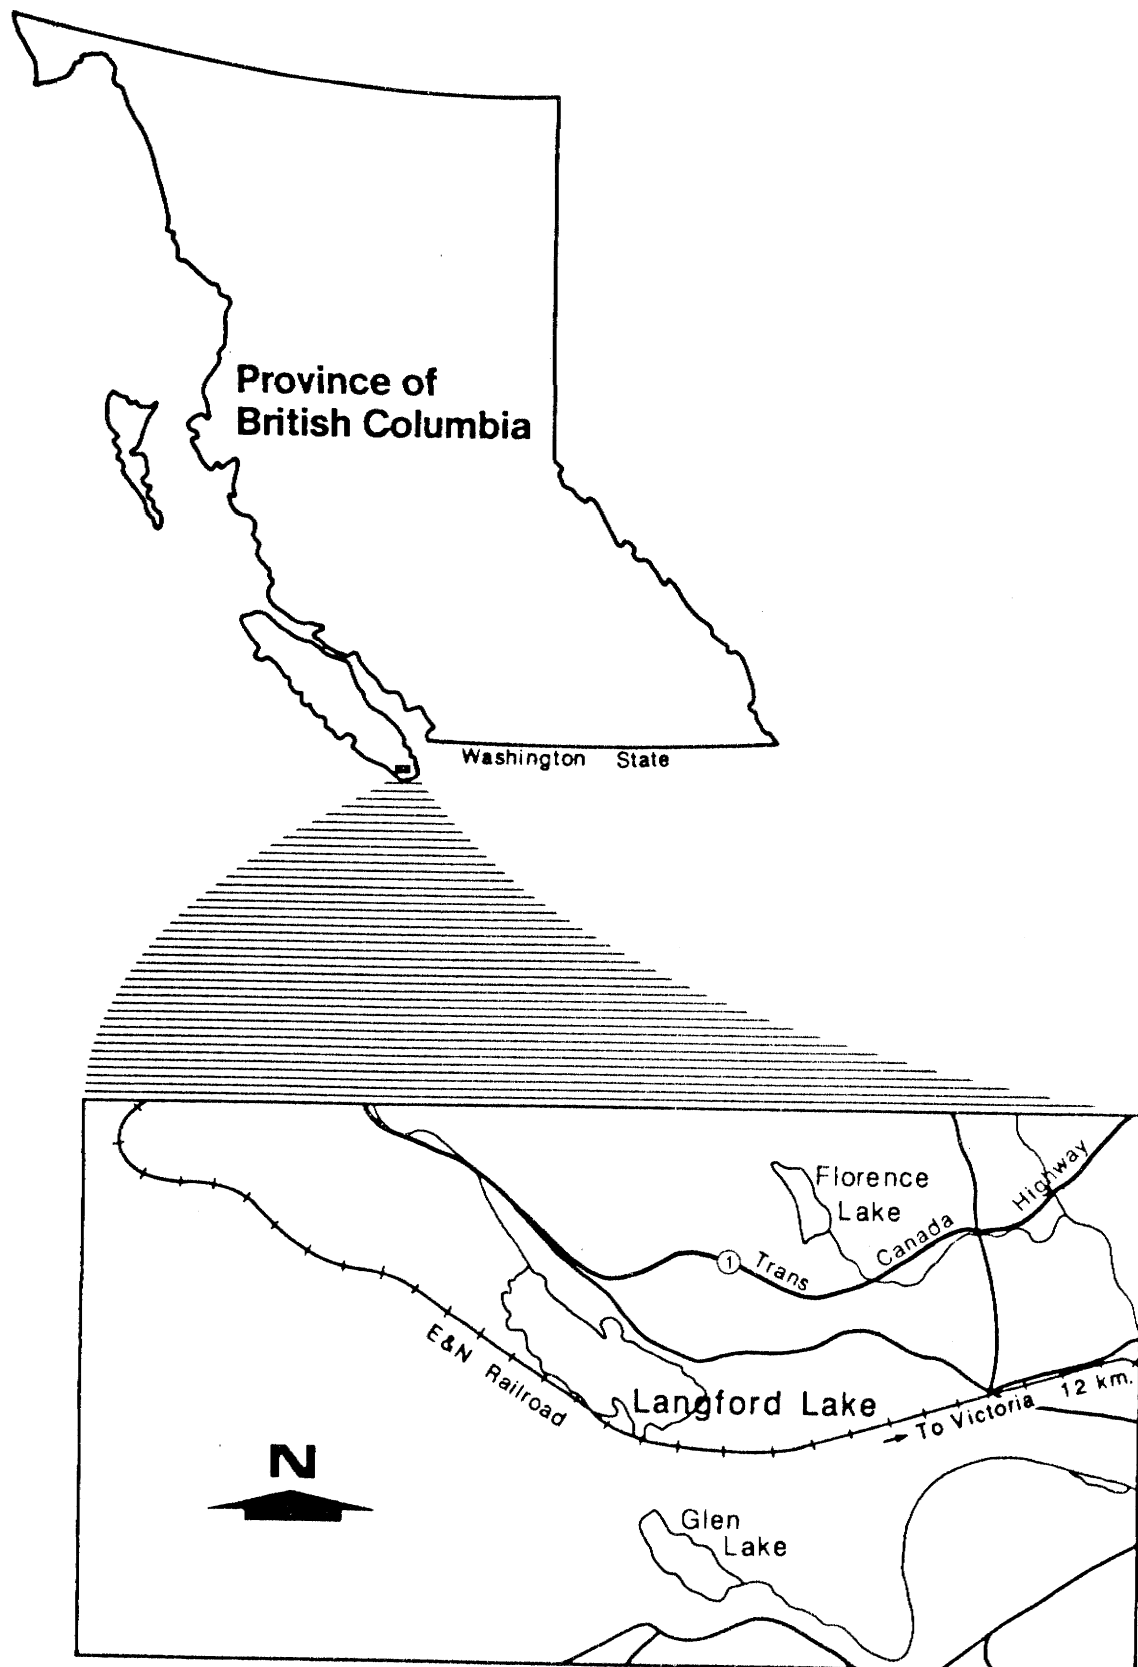 Province of
British Columbia
Washington State
Florence
Lake
1
Trans Canada Highway
E&N Railroad
Langford Lake
To Victoria 12 km.
N
Glen
Lake